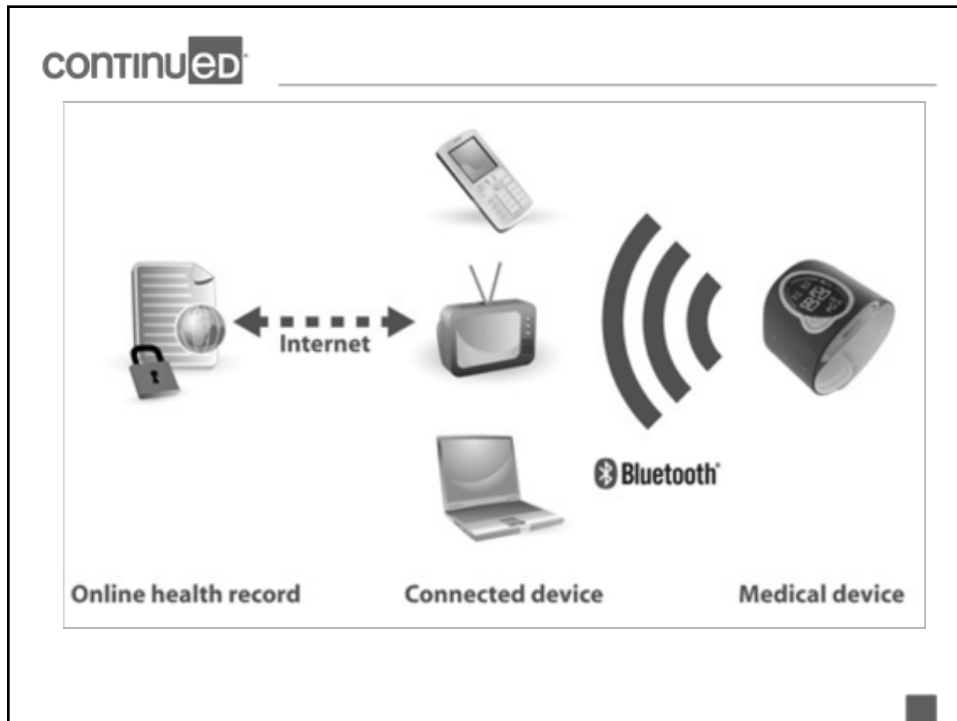 continued
Internet
Bluetooth
Online health record
Connected device
Medical device